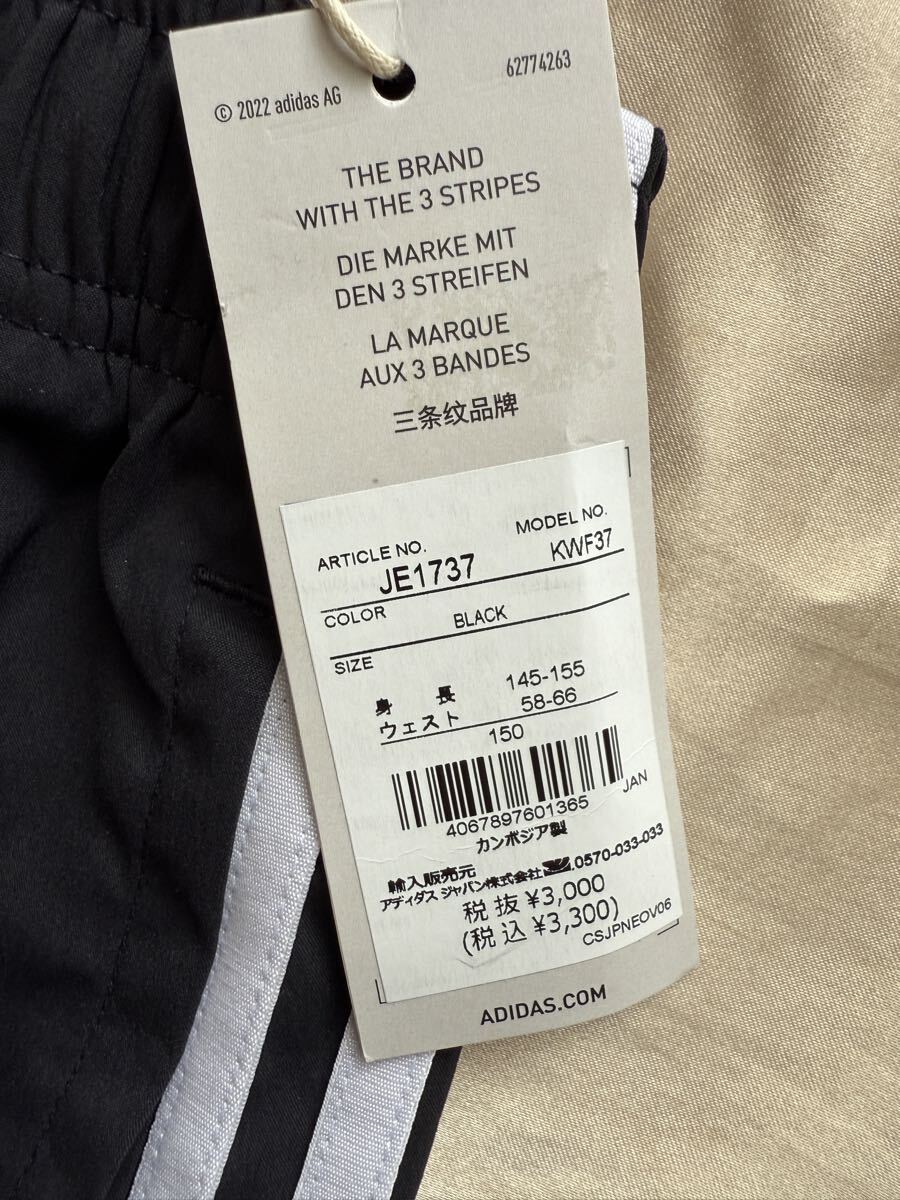 © 2022 adidas AG
62774263
THE BRAND
WITH THE 3 STRIPES
DIE MARKE MIT
DEN 3 STREIFEN
LA MARQUE
AUX 3 BANDES
三条纹品牌
ARTICLE NO. MODEL NO.
JE1737 KWF37
COLOR BLACK
SIZE
身 長 145-155
ウェスト 58-66
150
JAN
4067897601365
カンボジア製
輸入販売元
アディダス ジャパン株式会社 0570-033-033
税 抜 ¥3,000
(税 込 ¥3,300)
CSJPNEOV06
ADIDAS.COM